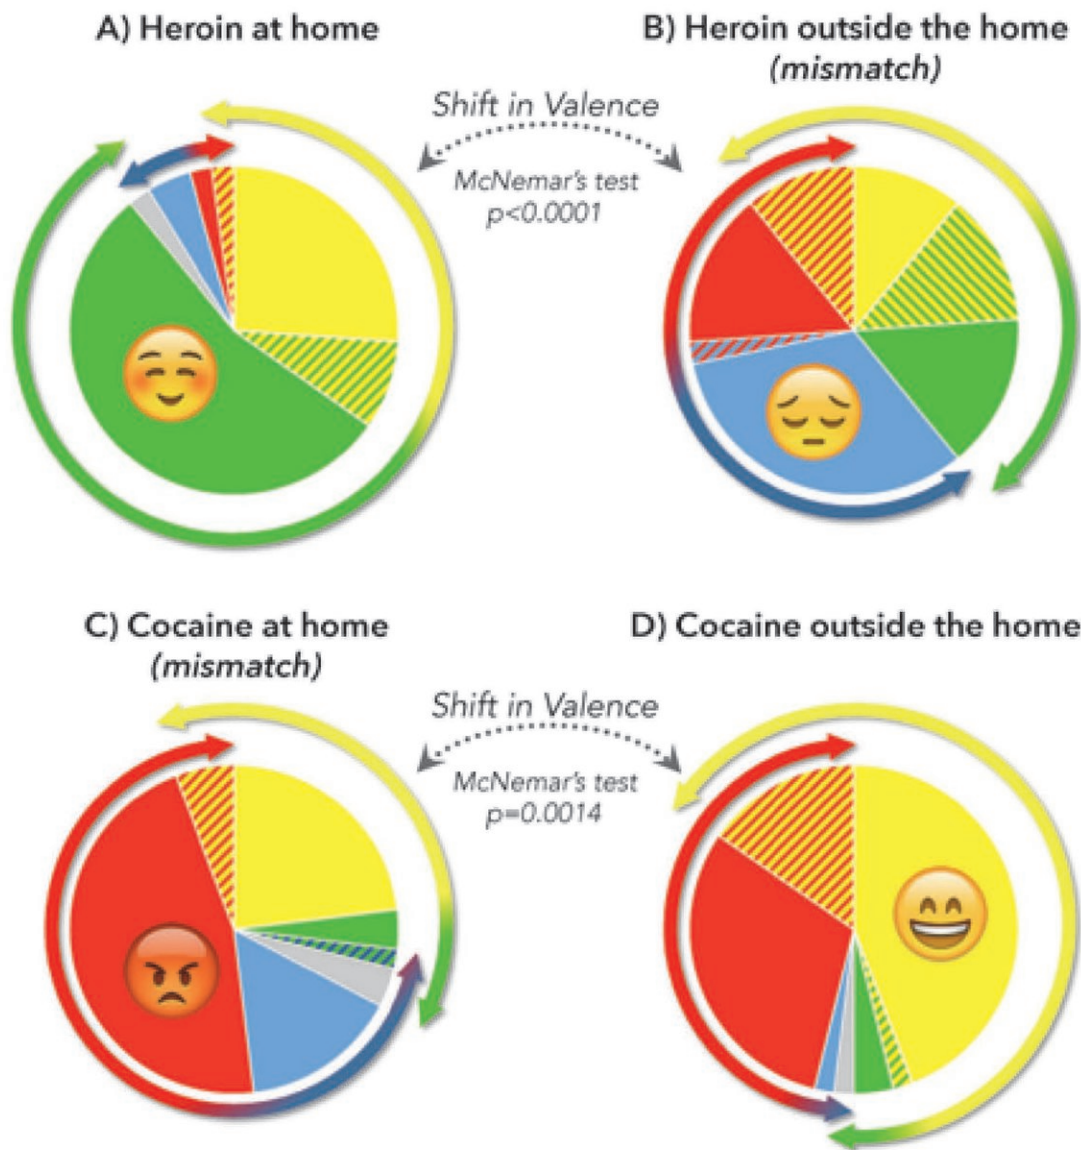 A) Heroin at home
B) Heroin outside the home
(mismatch)
Shift in Valence
McNemar's test
p<0.0001
C) Cocaine at home
(mismatch)
D) Cocaine outside the home
Shift in Valence
McNemar's test
p=0.0014